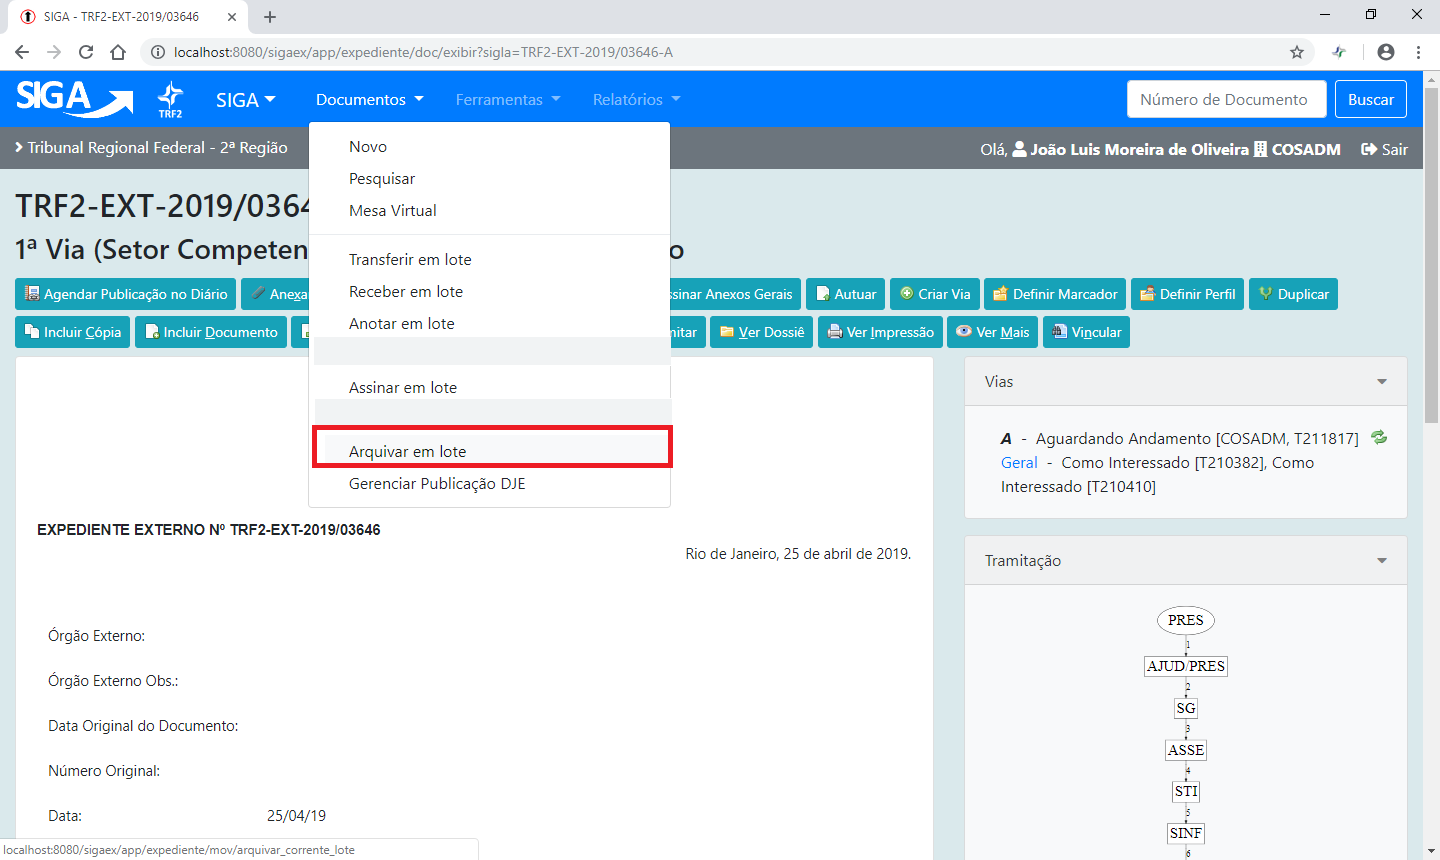 SIGA - TRF2-EXT-2019/03646
localhost:8080/sigaex/app/expediente/doc/exibir?sigla=TRF2-EXT-2019/03646-A
SIGA TRF2 SIGA Documentos Ferramentas Relatórios Número de Documento Buscar
Tribunal Regional Federal - 2ª Região Olá, João Luis Moreira de Oliveira COSADM Sair
Novo
Pesquisar
Mesa Virtual
Transferir em lote
Receber em lote
Anotar em lote
Assinar em lote
Arquivar em lote
Gerenciar Publicação DJE
TRF2-EXT-2019/0364
1ª Via (Setor Competen o
Agendar Publicação no Diário Anexa ssinar Anexos Gerais Autuar Criar Via Definir Marcador Definir Perfil Duplicar
Incluir Cópia Incluir Documento mitar Ver Dossiê Ver Impressão Ver Mais Vincular
EXPEDIENTE EXTERNO Nº TRF2-EXT-2019/03646
Rio de Janeiro, 25 de abril de 2019.
Órgão Externo:
Órgão Externo Obs.:
Data Original do Documento:
Número Original:
Data: 25/04/19
Vias
A - Aguardando Andamento [COSADM, T211817]
Geral - Como Interessado [T210382], Como
Interessado [T210410]
Tramitação
PRES
1
AJUD/PRES
2
SG
3
ASSE
4
STI
5
SINF
6
localhost:8080/sigaex/app/expediente/mov/arquivar_corrente_lote